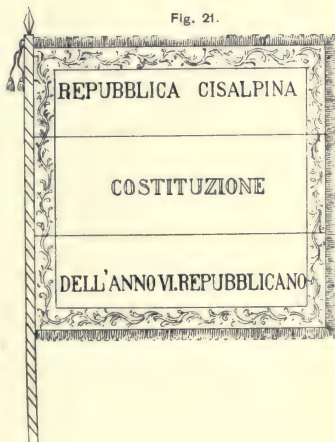 Fig. 21.
REPUBBLICA CISALPINA
COSTITUZIONE
DELL'ANNO VI. REPUBBLICANO